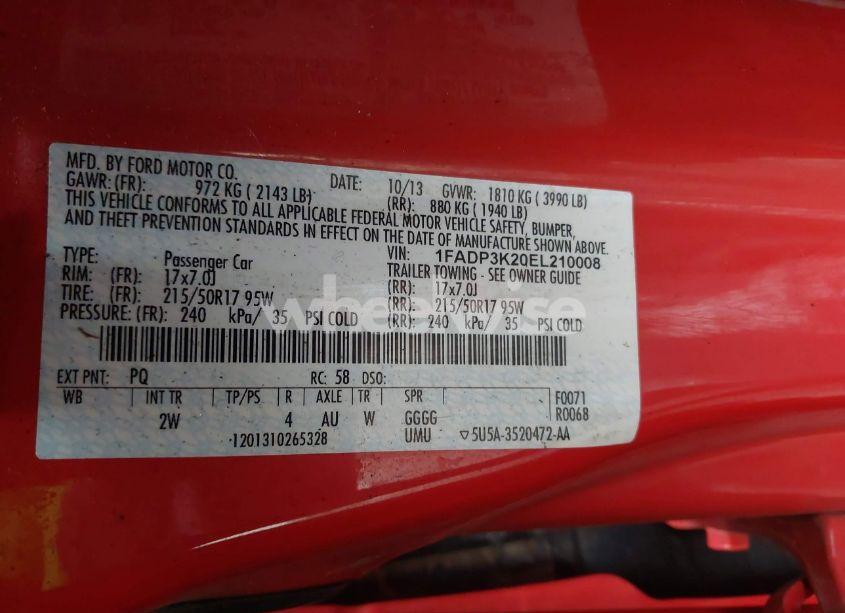 MFD. BY FORD MOTOR CO.
DATE: 10/13 GVWR: 1810 KG ( 3990 LB)
GAWR: (FR): 972 KG ( 2143 LB) (RR): 880 KG ( 1940 LB)
THIS VEHICLE CONFORMS TO ALL APPLICABLE FEDERAL MOTOR VEHICLE SAFETY, BUMPER,
AND THEFT PREVENTION STANDARDS IN EFFECT ON THE DATE OF MANUFACTURE SHOWN ABOVE.
VIN: 1FADP3K20EL210008
TYPE: Passenger Car TRAILER TOWING - SEE OWNER GUIDE
RIM: (FR) 17x7.0J (RR) 17x7.0J
TIRE: (FR) 215/50R17 95W (RR) 215/50R17 95W
PRESSURE: (FR) 240 kPa/ 35 PSI COLD (RR) 240 kPa/ 35 PSI COLD
wheelwise
EXT PNT: PQ RC: 58 DSO:
WB INT TR TP/PS R AXLE TR SPR F0071
2W 4 AU W GGGG R0068
1201310265328 UMU ▽5U5A-3520472-AA